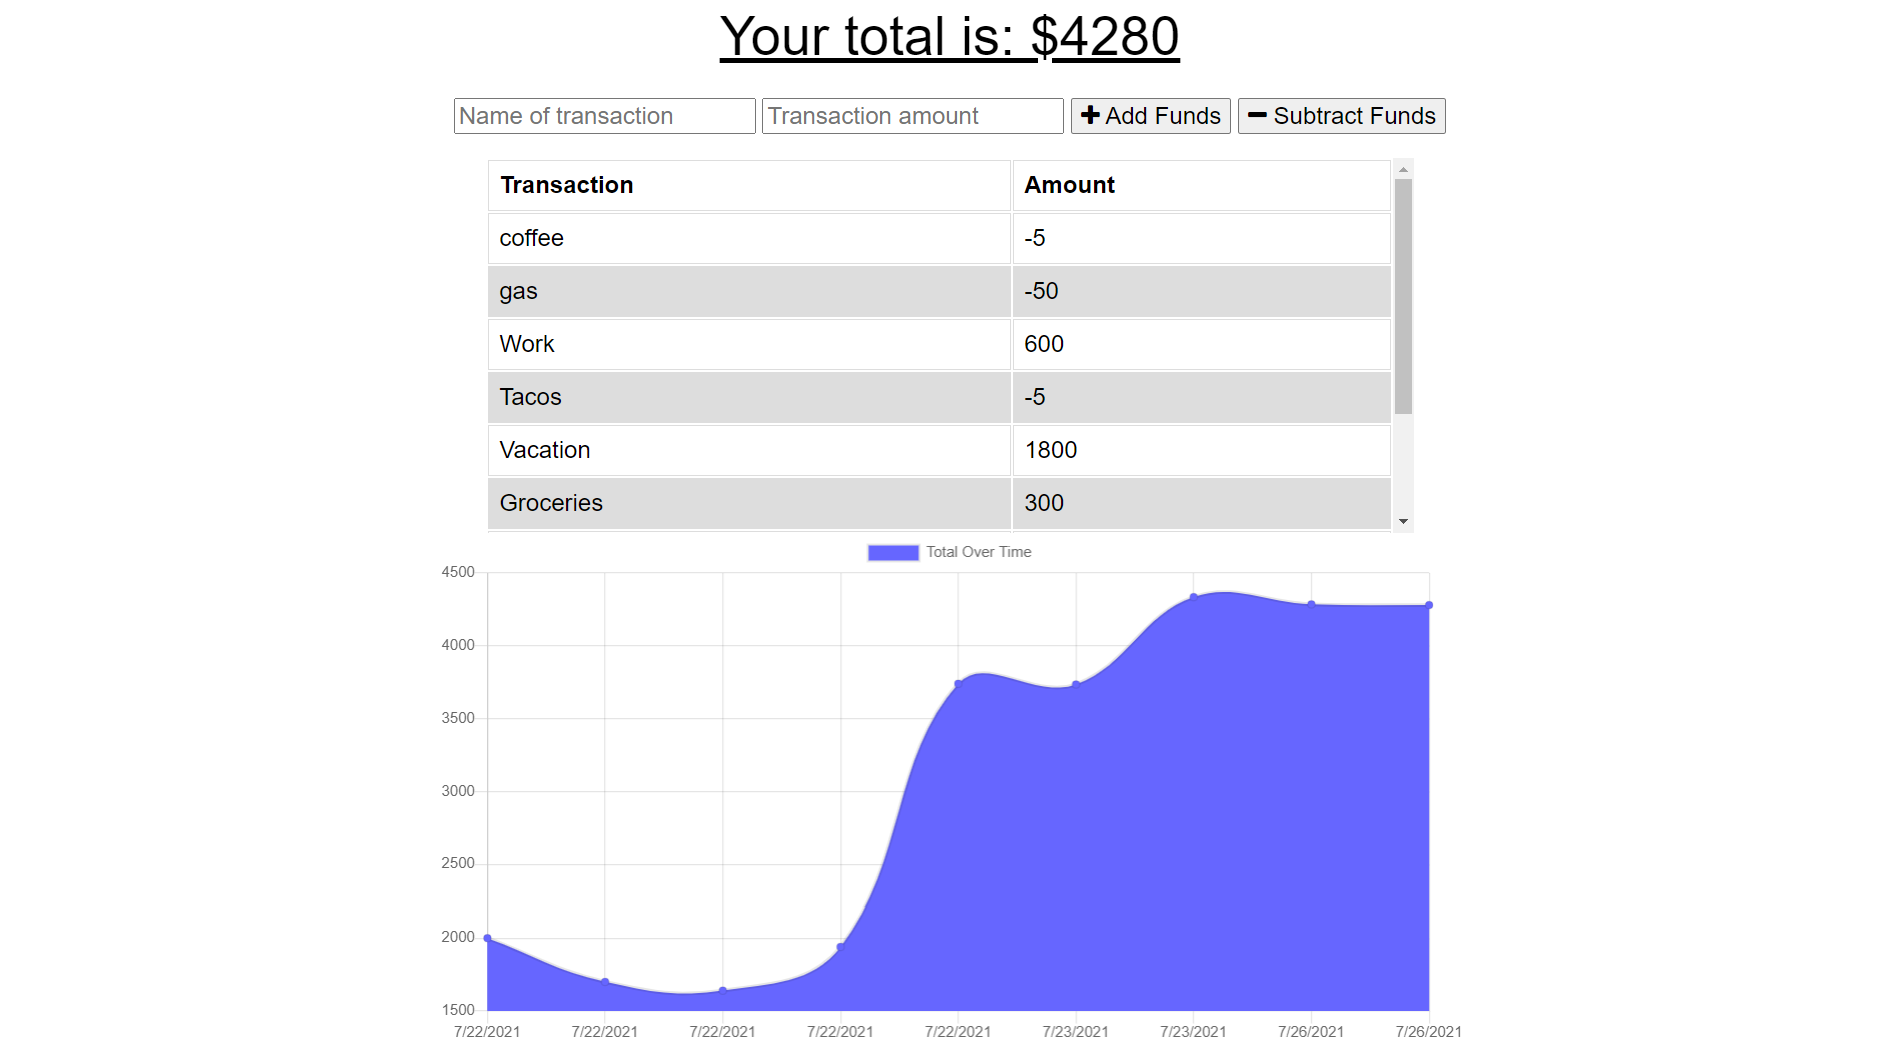 Your total is: $4280
Name of transaction Transaction amount Add Funds Subtract Funds
Transaction Amount
coffee -5
gas -50
Work 600
Tacos -5
Vacation 1800
Groceries 300
Total Over Time
4500
4000
3500
3000
2500
2000
1500
7/22/2021 7/22/2021 7/22/2021 7/22/2021 7/22/2021 7/23/2021 7/23/2021 7/26/2021 7/26/2021